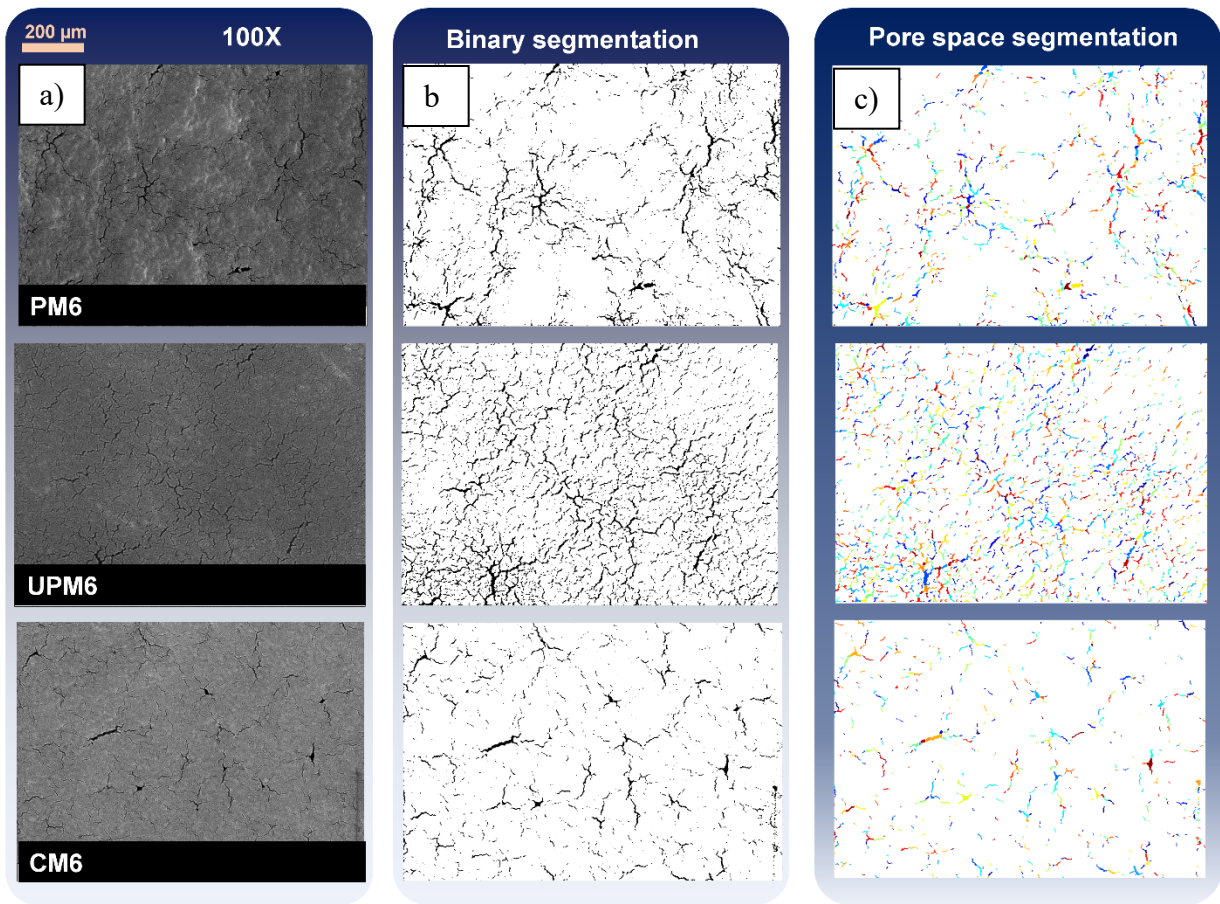 200 µm
100X
a)
PM6
UPM6
CM6
Binary segmentation
b
Pore space segmentation
c)